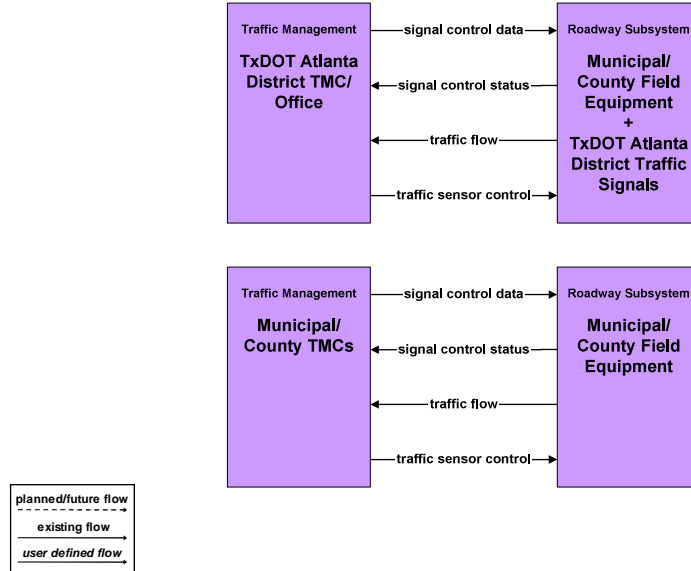 Traffic Management
TxDOT Atlanta
District TMC/
Office
signal control data
signal control status
traffic flow
traffic sensor control
Roadway Subsystem
Municipal/
County Field
Equipment
+
TxDOT Atlanta
District Traffic
Signals
Traffic Management
Municipal/
County TMCs
signal control data
signal control status
traffic flow
traffic sensor control
Roadway Subsystem
Municipal/
County Field
Equipment
planned/future flow
existing flow
user defined flow